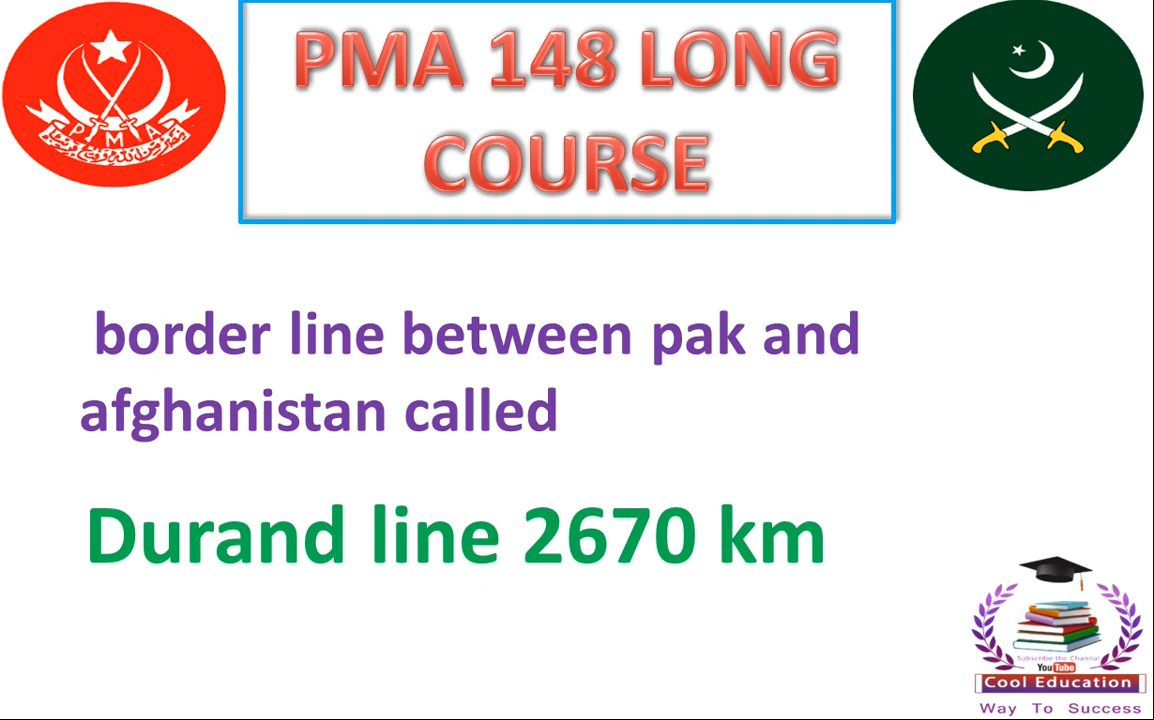 PMA 148 LONG
COURSE
P M A
border line between pak and
afghanistan called
Durand line 2670 km
Subscribe the Channal
YouTube
Cool Education
Way To Success